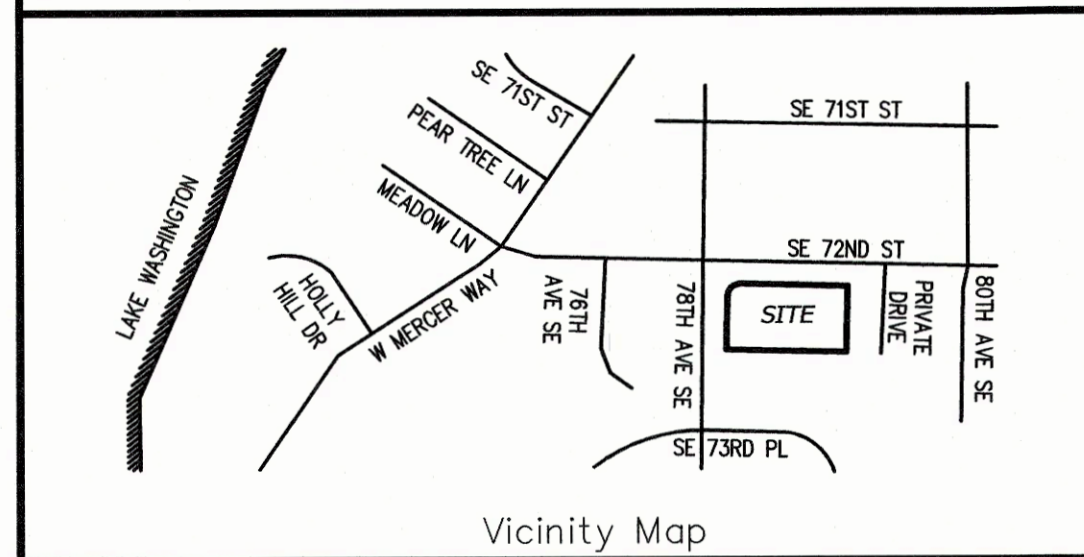 SE 71ST ST
PEAR TREE LN
MEADOW LN
LAKE WASHINGTON
HOLLY
HILL DR
W MERCER WAY
76TH
AVE SE
SE 71ST ST
SE 72ND ST
78TH AVE SE
SITE
PRIVATE
DRIVE
80TH AVE SE
SE 73RD PL
Vicinity Map